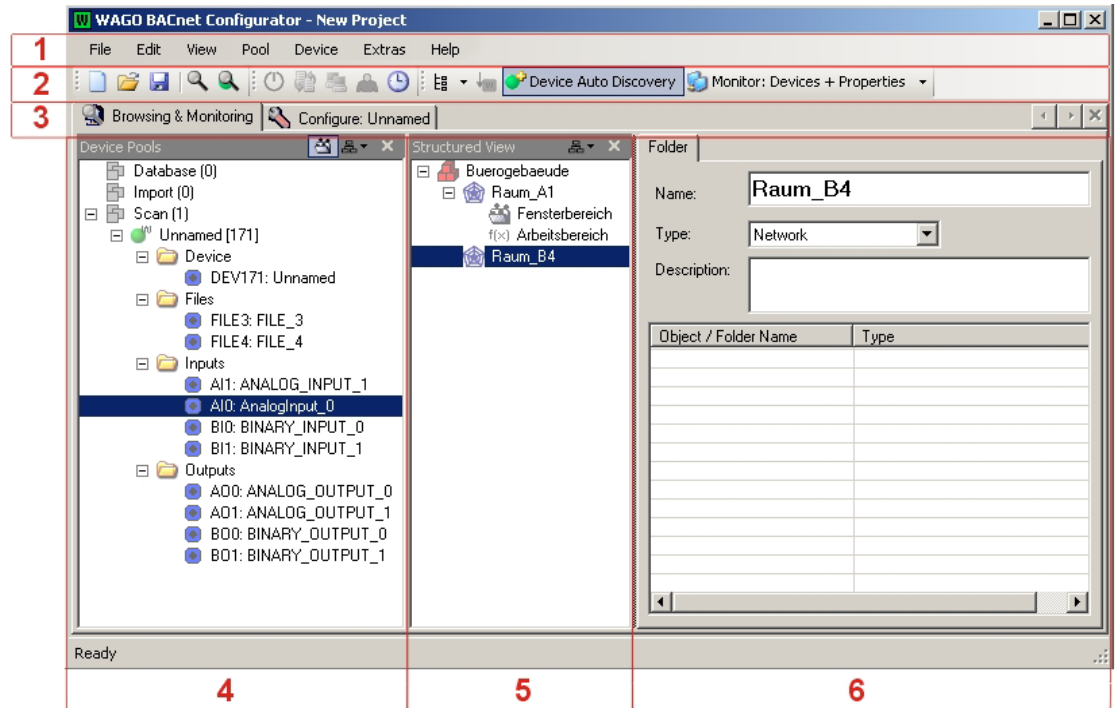 WAGO BACnet Configurator - New Project
1
File Edit View Pool Device Extras Help
2
Device Auto Discovery Monitor: Devices + Properties
3
Browsing & Monitoring Configure: Unnamed
Device Pools
Database (0)
Import (0)
Scan (1)
Unnamed [171]
Device
DEV171: Unnamed
Files
FILE3: FILE_3
FILE4: FILE_4
Inputs
AI1: ANALOG_INPUT_1
AI0: AnalogInput_0
BI0: BINARY_INPUT_0
BI1: BINARY_INPUT_1
Outputs
AO0: ANALOG_OUTPUT_0
AO1: ANALOG_OUTPUT_1
BO0: BINARY_OUTPUT_0
BO1: BINARY_OUTPUT_1
Structured View
Buerogebaeude
Raum_A1
Fensterbereich
f(x) Arbeitsbereich
Raum_B4
Folder
Name: Raum_B4
Type: Network
Description:
Object / Folder Name Type
Ready
4 5 6